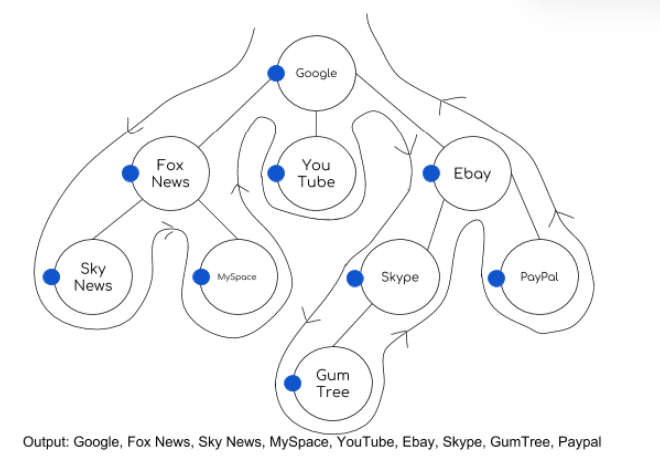 Google
Fox
News
You
Tube
Ebay
Sky
News
MySpace
Skype
PayPal
Gum
Tree
Output: Google, Fox News, Sky News, MySpace, YouTube, Ebay, Skype, GumTree, Paypal